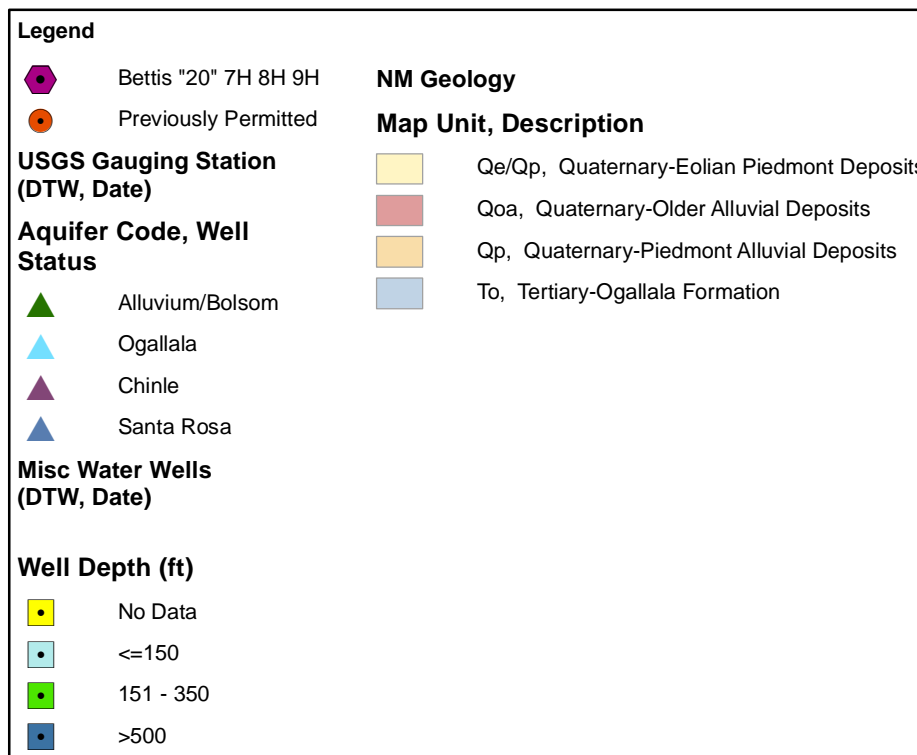 Legend
Bettis "20" 7H 8H 9H
Previously Permitted
USGS Gauging Station
(DTW, Date)
Aquifer Code, Well
Status
Alluvium/Bolsom
Ogallala
Chinle
Santa Rosa
Misc Water Wells
(DTW, Date)
Well Depth (ft)
No Data
<=150
151 - 350
>500
NM Geology
Map Unit, Description
Qe/Qp, Quaternary-Eolian Piedmont Deposits
Qoa, Quaternary-Older Alluvial Deposits
Qp, Quaternary-Piedmont Alluvial Deposits
To, Tertiary-Ogallala Formation